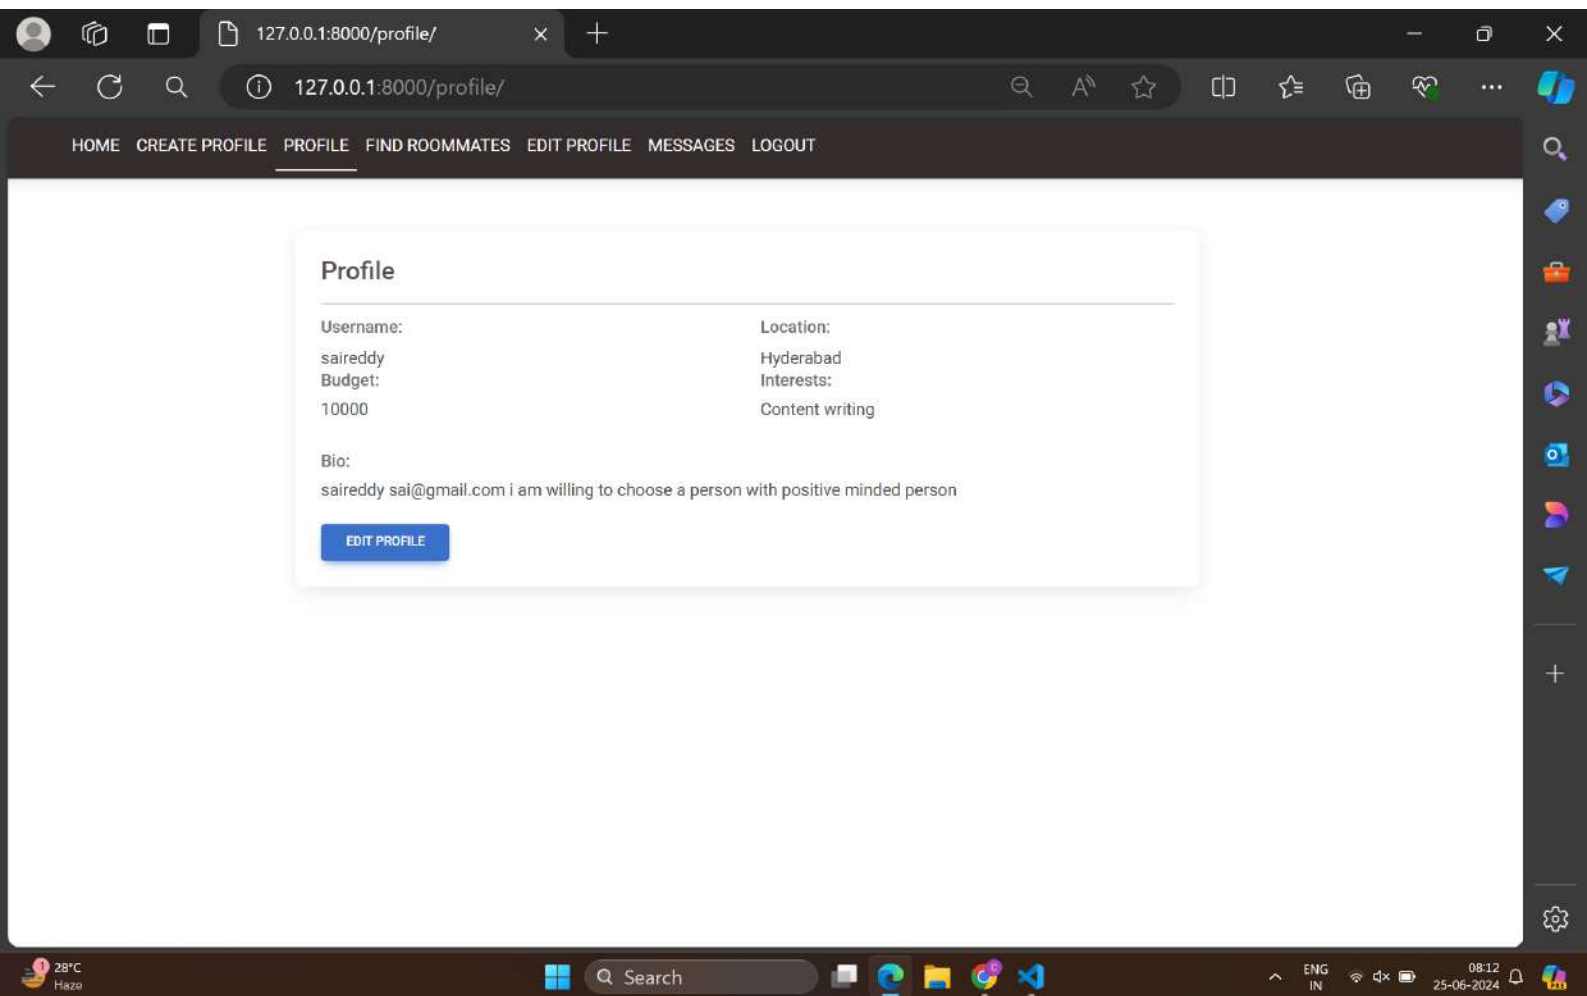 127.0.0.1:8000/profile/
127.0.0.1:8000/profile/
HOME CREATE PROFILE PROFILE FIND ROOMMATES EDIT PROFILE MESSAGES LOGOUT
Profile
Username: Location:
saireddy Hyderabad
Budget: Interests:
10000 Content writing
Bio:
saireddy sai@gmail.com i am willing to choose a person with positive minded person
EDIT PROFILE
1
28°C
Haze
Search
ENG
IN
08:12
25-06-2024